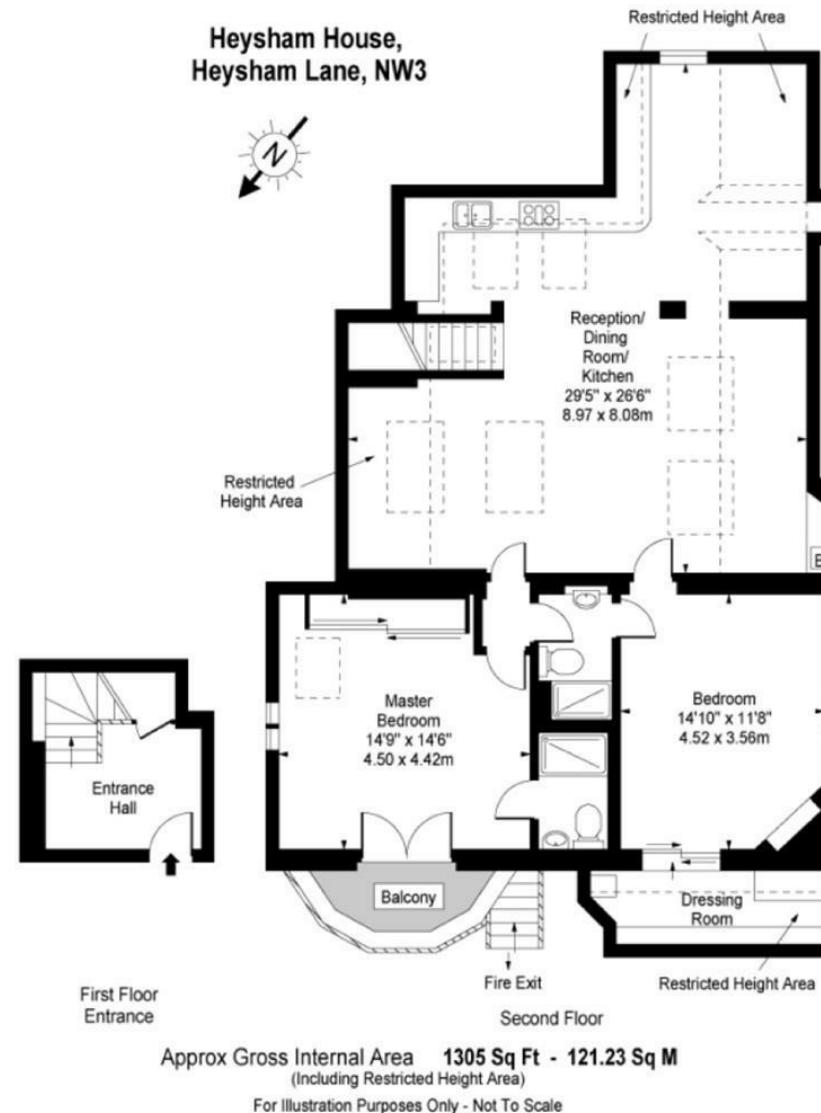 Heysham House,
Heysham Lane, NW3
N
Restricted Height Area
Reception/
Dining
Room/
Kitchen
29'5" x 26'6"
8.97 x 8.08m
Restricted
Height Area
Master
Bedroom
14'9" x 14'6"
4.50 x 4.42m
Bedroom
14'10" x 11'8"
4.52 x 3.56m
Entrance
Hall
Balcony
Dressing
Room
Fire Exit
Restricted Height Area
First Floor
Entrance
Second Floor
Approx Gross Internal Area 1305 Sq Ft - 121.23 Sq M
(Including Restricted Height Area)
For Illustration Purposes Only - Not To Scale